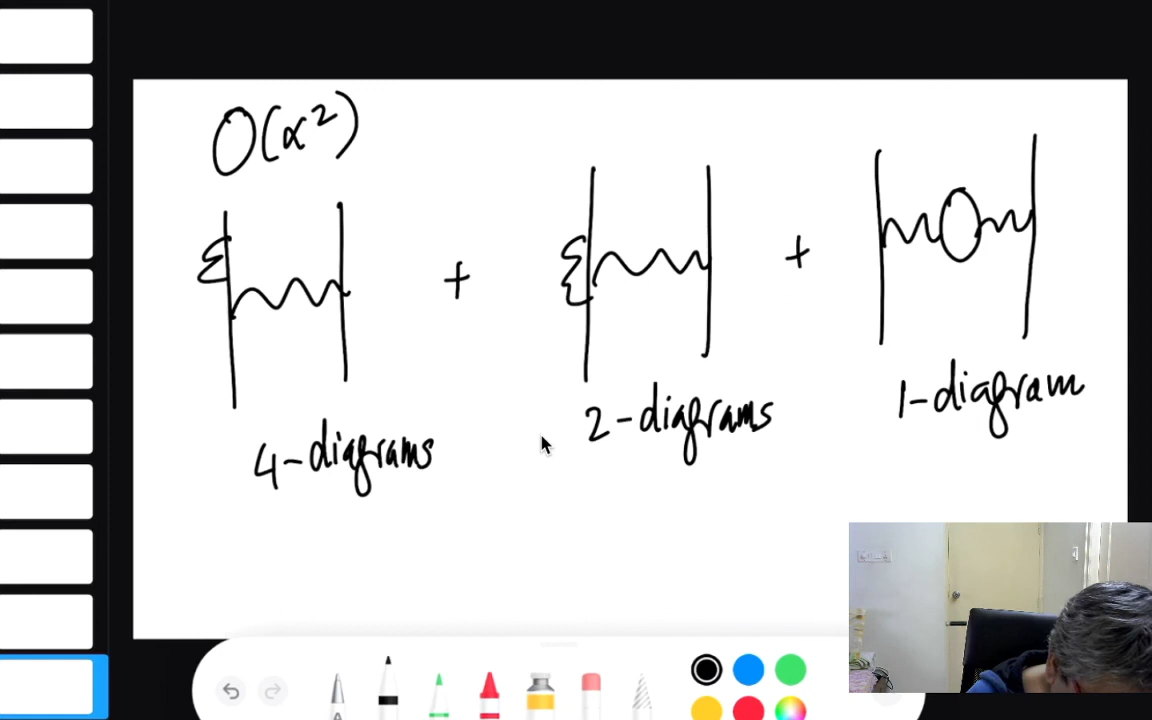 O(α²)
+ +
4-diagrams
2-diagrams
1-diagram